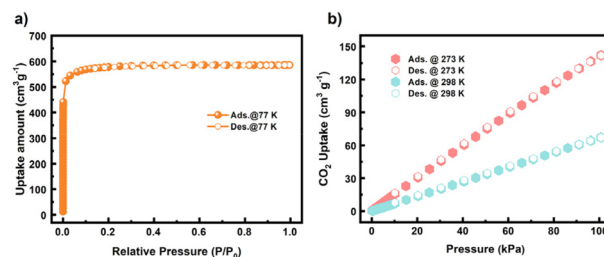 a)
Uptake amount (cm³g⁻¹)
700
600
500
400
300
200
100
0
Ads.@77 K
Des.@77 K
0.0 0.2 0.4 0.6 0.8 1.0
Relative Pressure (P/P₀)
b)
CO₂ Uptake (cm³ g⁻¹)
150
120
90
60
30
0
Ads. @ 273 K
Des. @ 273 K
Ads. @ 298 K
Des. @ 298 K
0 20 40 60 80 100
Pressure (kPa)